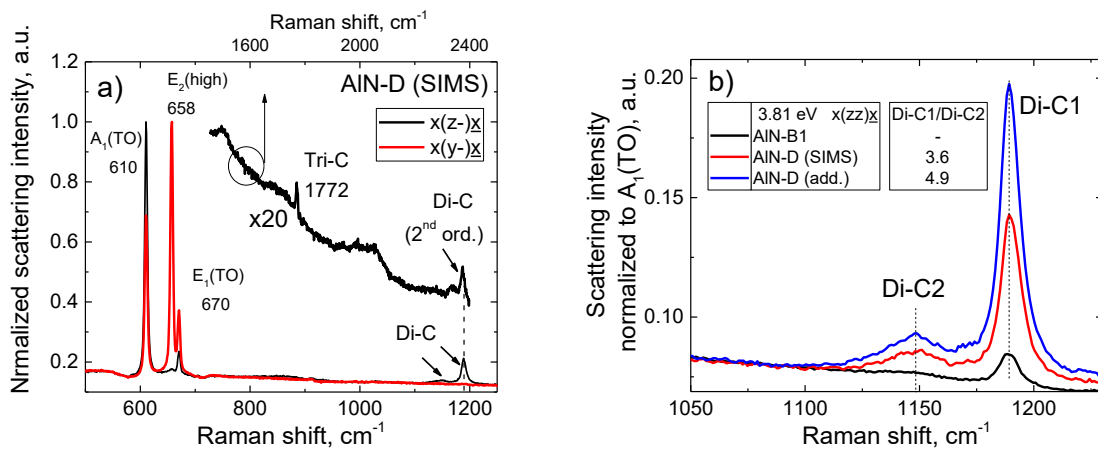 Raman shift, cm⁻¹
1600 2000 2400
a)
AlN-D (SIMS)
E₂(high)
658
A₁(TO)
610
x(z-)x
x(y-)x
Tri-C
1772
x20
Di-C
(2ⁿᵈ ord.)
E₁(TO)
670
Di-C
Nrmalized scattering intensity, a.u.
1.0
0.8
0.6
0.4
0.2
600 800 1000 1200
Raman shift, cm⁻¹
b)
3.81 eV x(zz)x Di-C1/Di-C2
AlN-B1 -
AlN-D (SIMS) 3.6
AlN-D (add.) 4.9
Di-C1
Di-C2
Scattering intensity
normalized to A₁(TO), a.u.
0.20
0.15
0.10
1050 1100 1150 1200
Raman shift, cm⁻¹